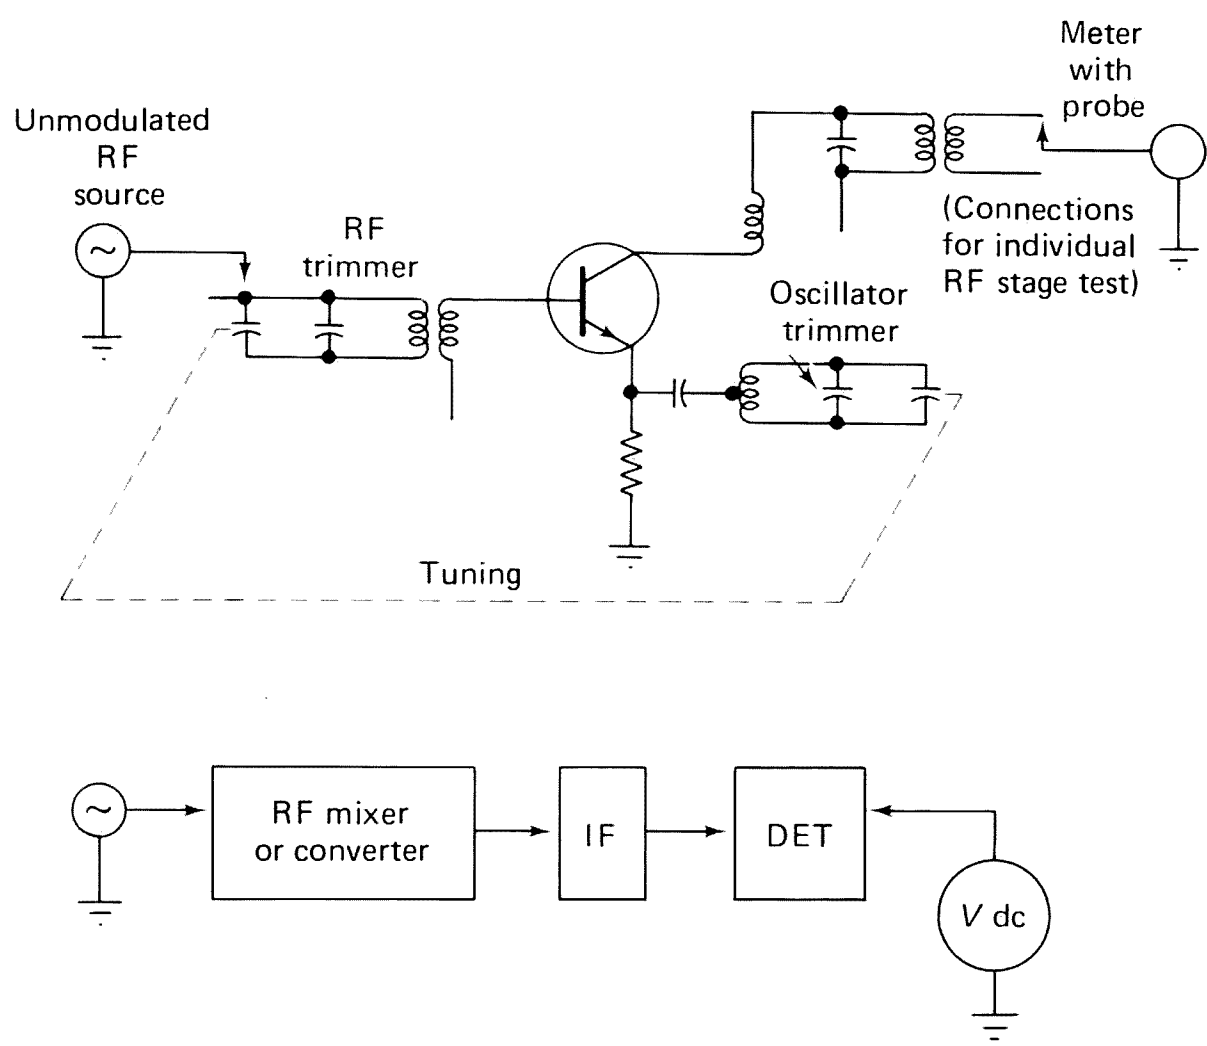 Meter
with
probe
Unmodulated
RF
source
RF
trimmer
(Connections
for individual
RF stage test)
Oscillator
trimmer
Tuning
RF mixer
or converter
IF
DET
V dc